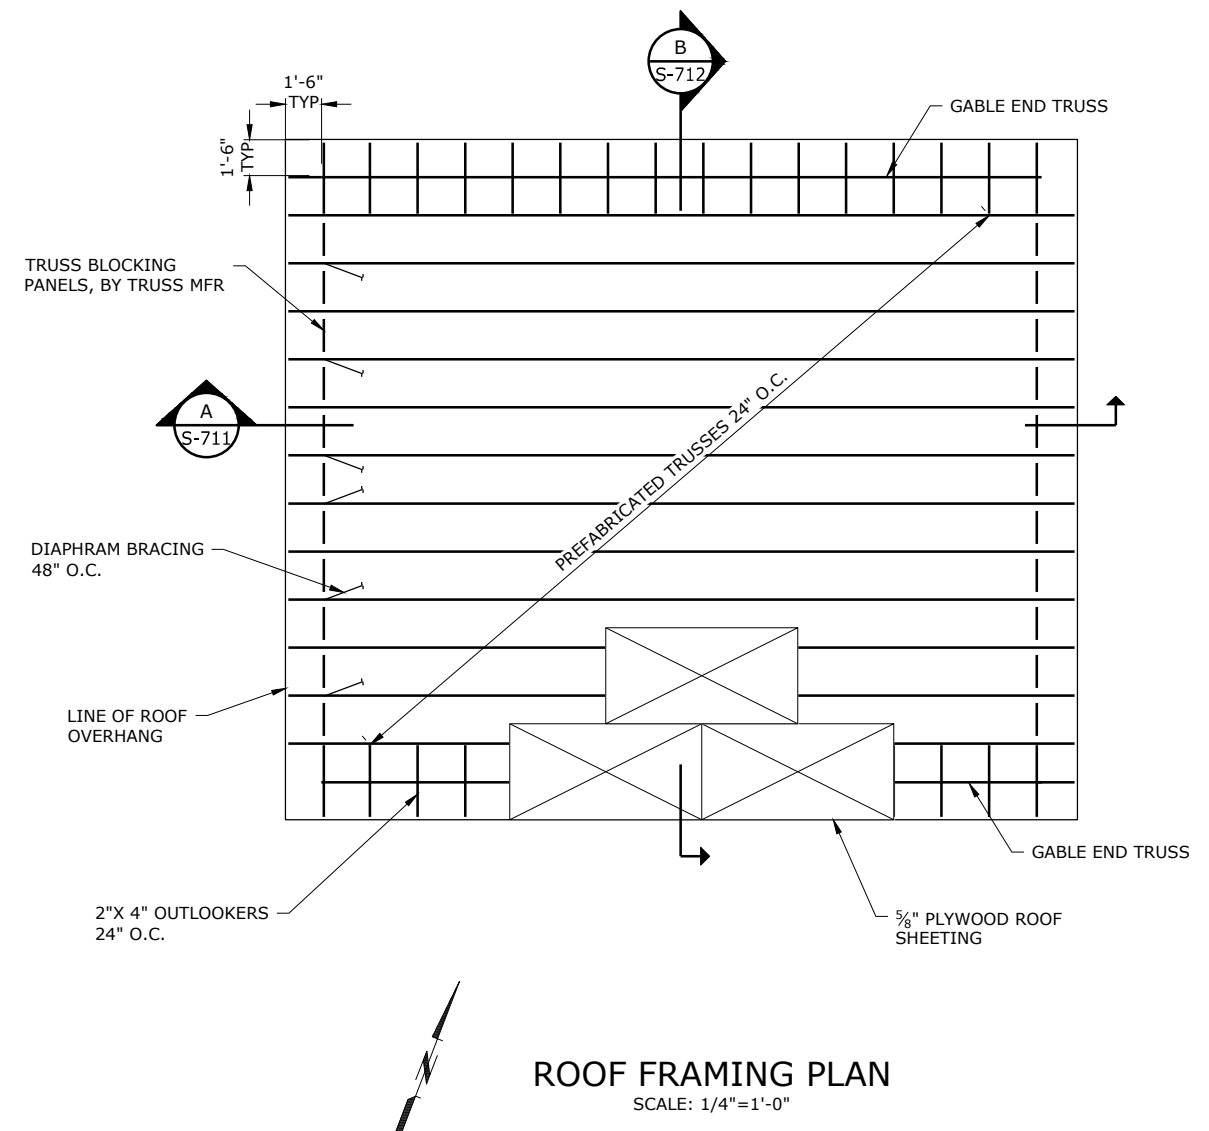 B
S-712
1'-6"
TYP
GABLE END TRUSS
1'-6"
TYP
TRUSS BLOCKING
PANELS, BY TRUSS MFR
PREFABRICATED TRUSSES 24" O.C.
A
S-711
DIAPHRAM BRACING
48" O.C.
LINE OF ROOF
OVERHANG
GABLE END TRUSS
2"X 4" OUTLOOKERS
24" O.C.
⅝" PLYWOOD ROOF
SHEETING
N
ROOF FRAMING PLAN
SCALE: 1/4"=1'-0"